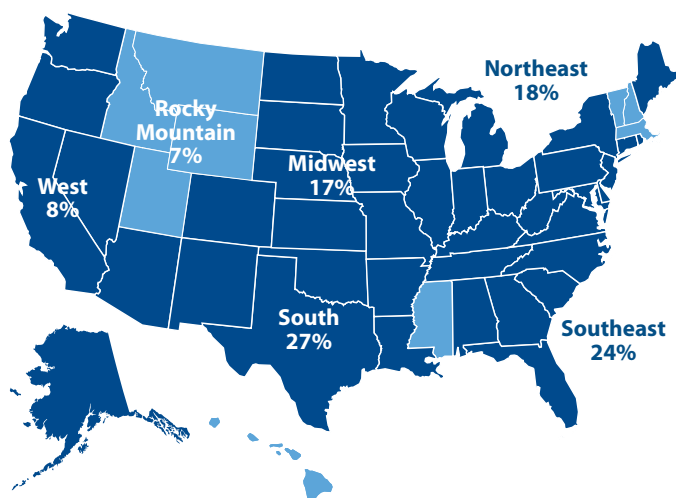 Northeast
18%
Rocky
Mountain
7%
Midwest
17%
West
8%
South
27%
Southeast
24%